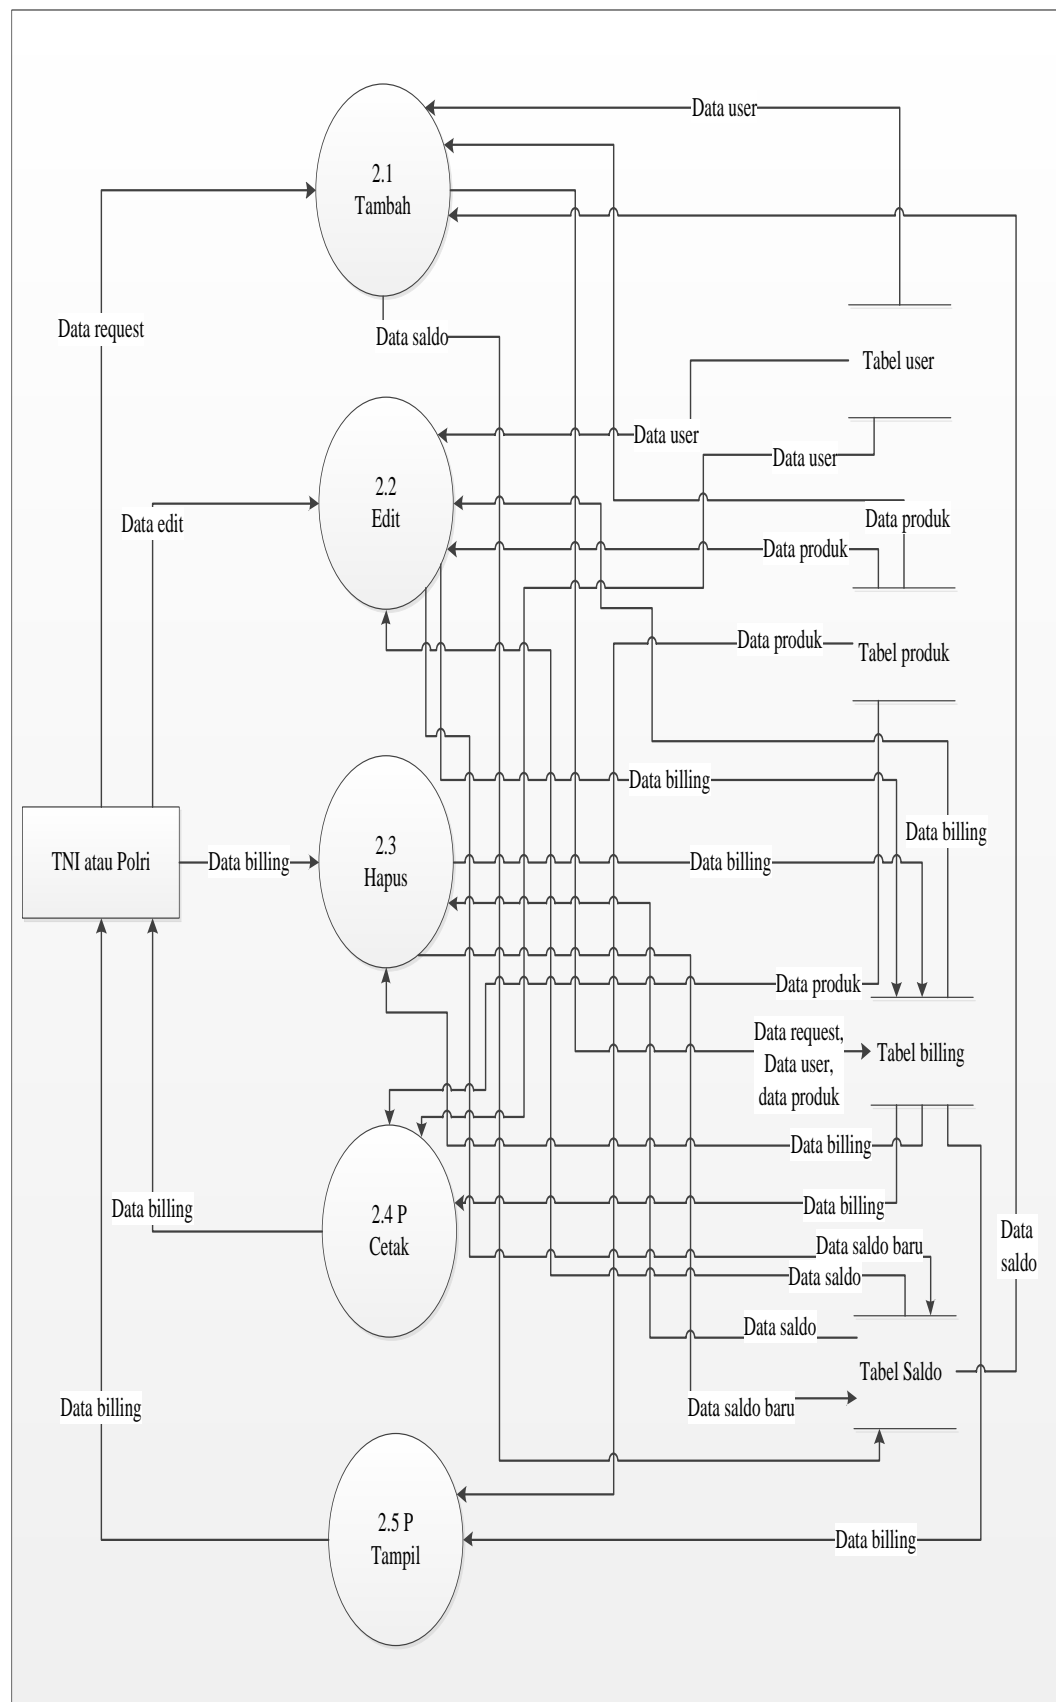 Data user
2.1
Tambah
Data request
Data saldo
Tabel user
Data user
Data user
2.2
Edit
Data edit
Data produk
Data produk
Data produk
Tabel produk
Data billing
Data billing
2.3
Hapus
TNI atau Polri
Data billing
Data billing
Data produk
Data request,
Data user,
data produk
Tabel billing
Data billing
Data billing
2.4 P
Cetak
Data billing
Data saldo baru
Data
saldo
Data saldo
Data saldo
Tabel Saldo
Data saldo baru
Data billing
2.5 P
Tampil
Data billing